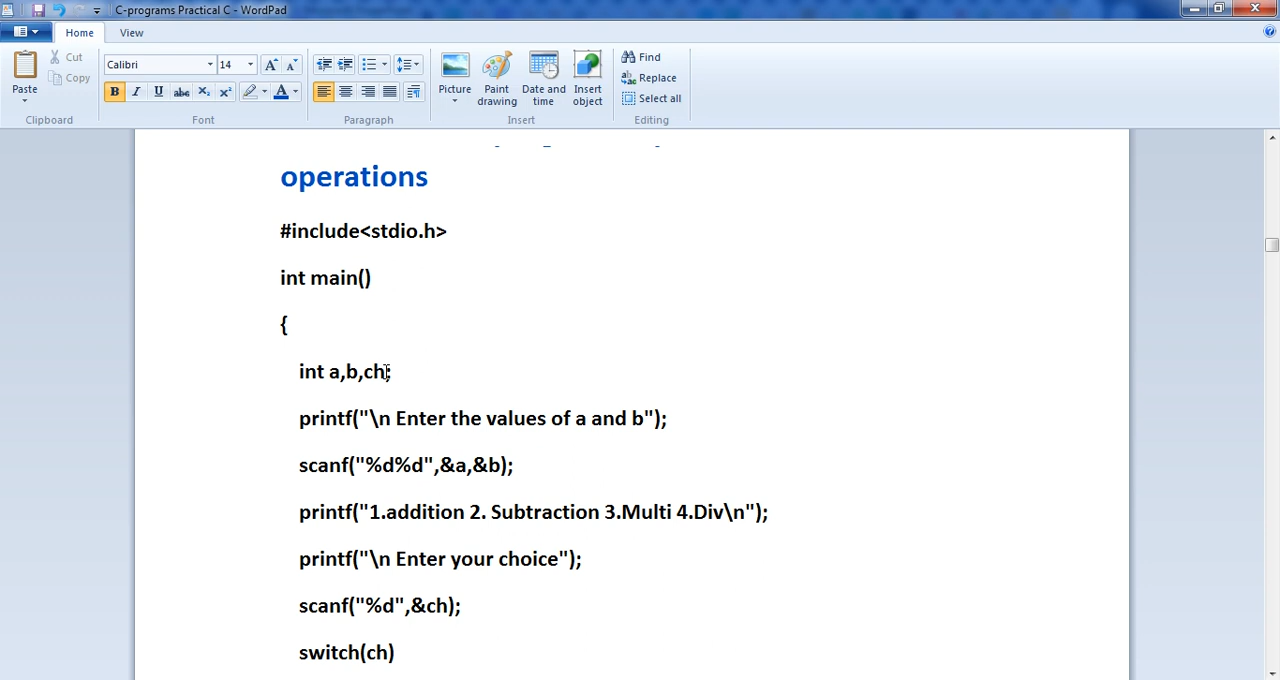 C-programs Practical C - WordPad
Home View
Cut
Copy
Paste
Calibri 14
B I U abc X₂ X² A
Picture
Paint drawing
Date and time
Insert object
Find
Replace
Select all
Clipboard Font Paragraph Insert Editing
operations
#include<stdio.h>
int main()
{
int a,b,ch;
printf("\n Enter the values of a and b");
scanf("%d%d",&a,&b);
printf("1.addition 2. Subtraction 3.Multi 4.Div\n");
printf("\n Enter your choice");
scanf("%d",&ch);
switch(ch)